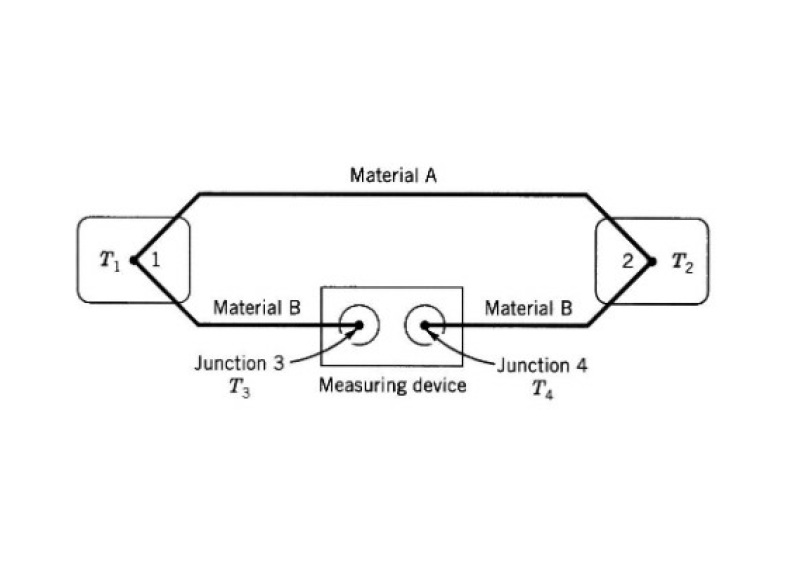 Material A
T₁
1
2
T₂
Material B
Material B
Junction 3
T₃
Junction 4
T₄
Measuring device